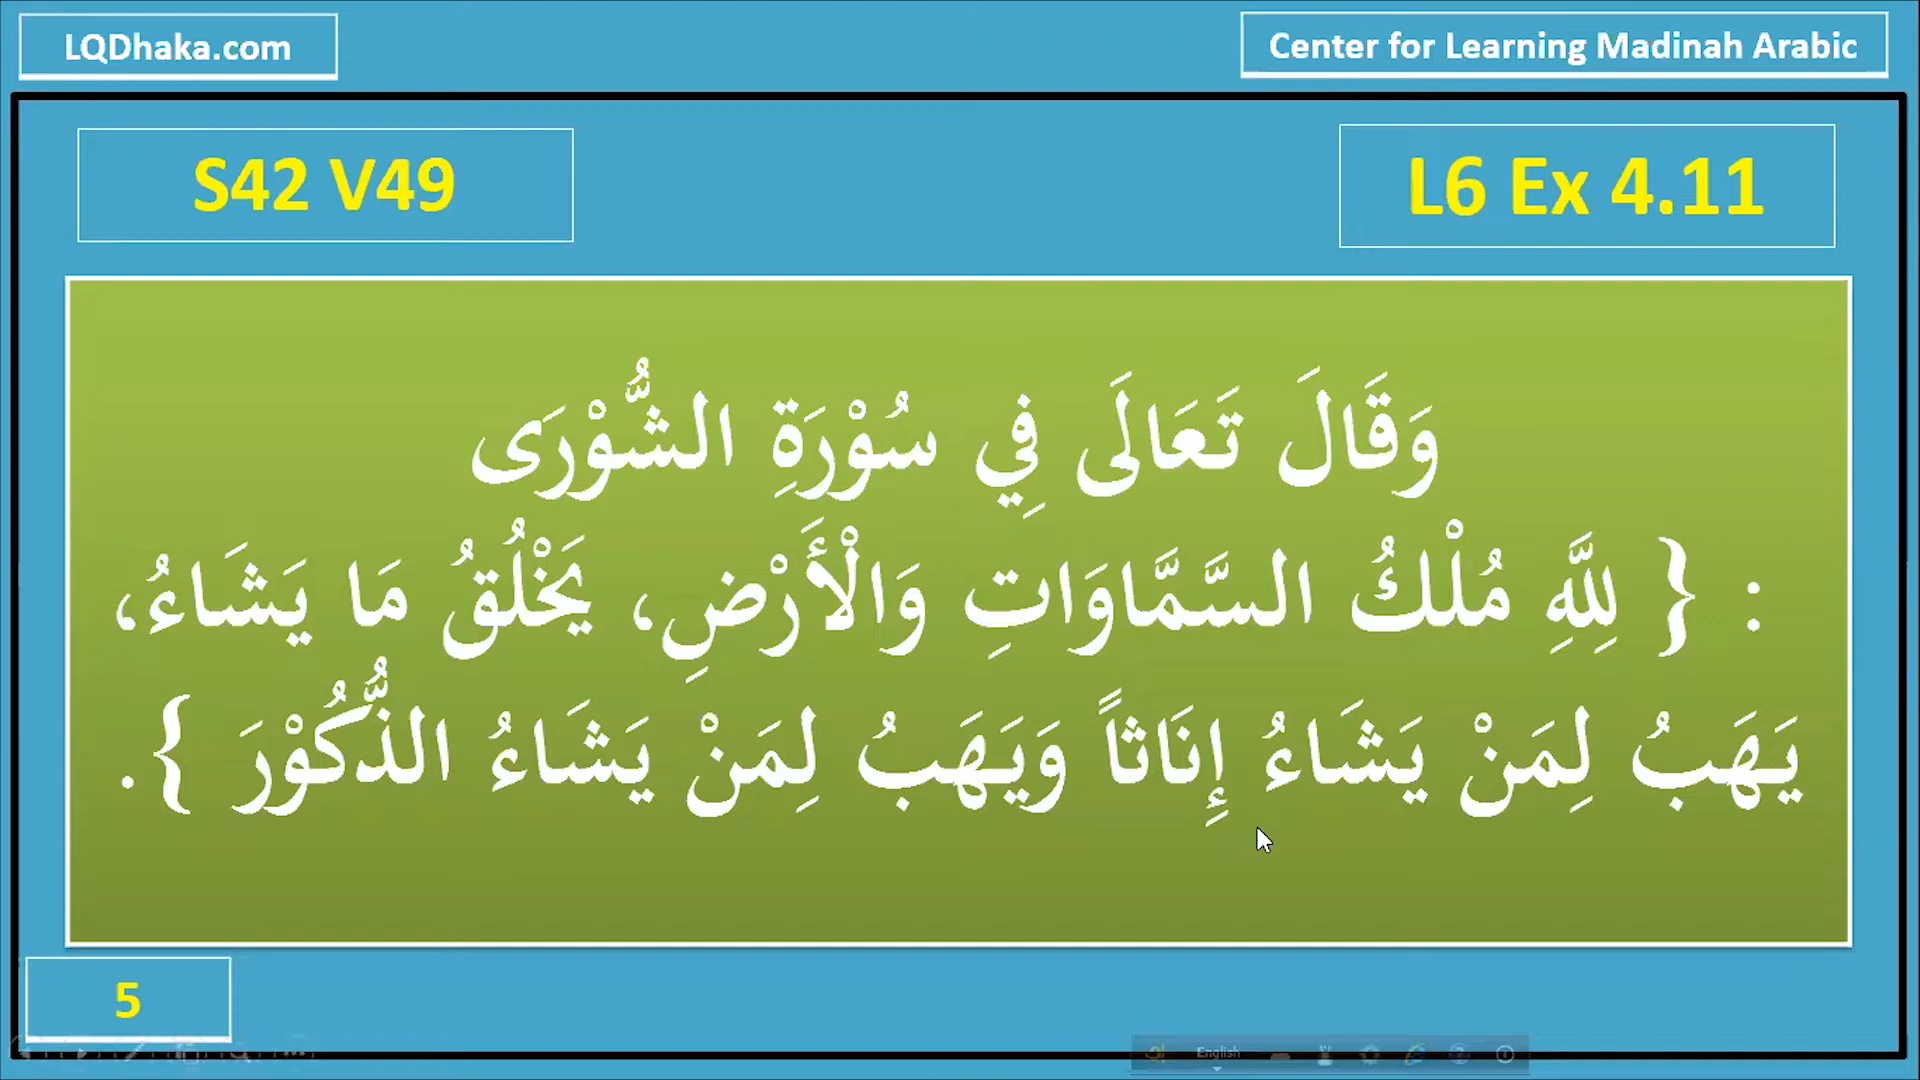 LQDhaka.com
Center for Learning Madinah Arabic
S42 V49
L6 Ex 4.11
وَقَالَ تَعَالَى فِي سُوْرَةِ الشُّوْرَى
: { لِلَّهِ مُلْكُ السَّمَّاوَاتِ وَالْأَرْضِ، يَخْلُقُ مَا يَشَاءُ،
يَهَبُ لِمَنْ يَشَاءُ إِنَاثاً وَيَهَبُ لِمَنْ يَشَاءُ الذُّكُوْرَ }.
5
English